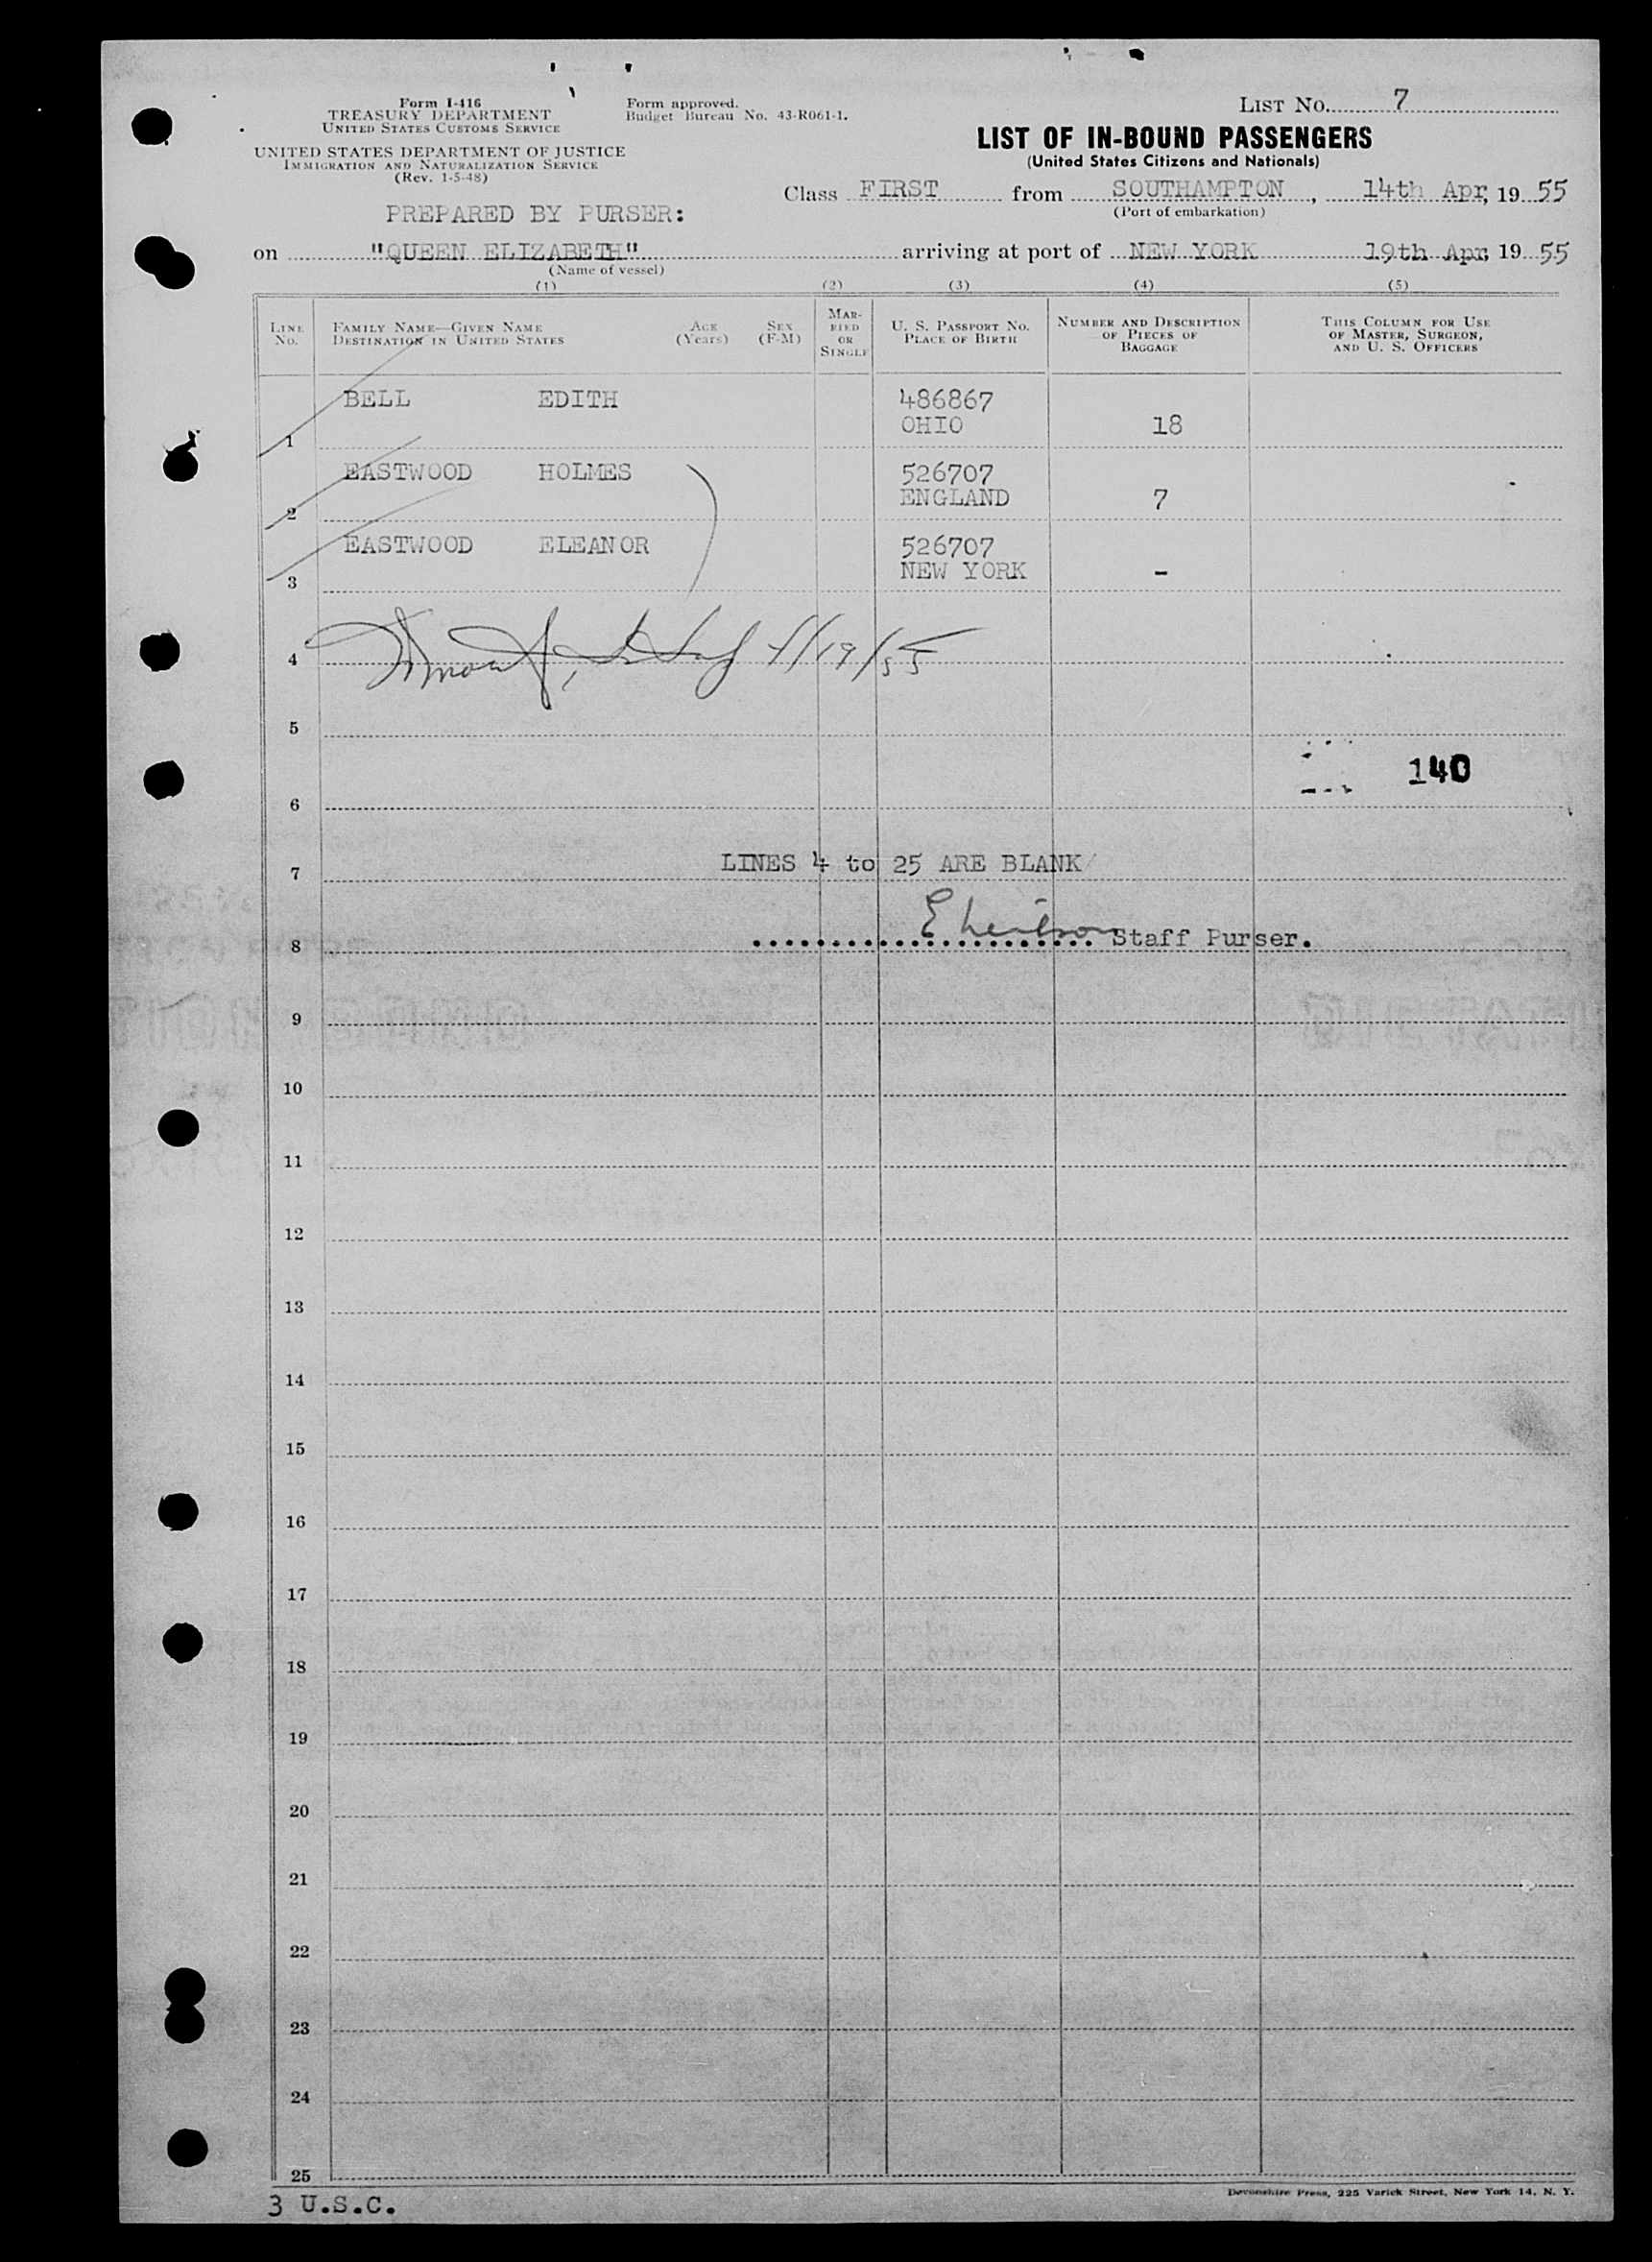 Form I-416
TREASURY DEPARTMENT
UNITED STATES CUSTOMS SERVICE
UNITED STATES DEPARTMENT OF JUSTICE
IMMIGRATION AND NATURALIZATION SERVICE
(Rev. 1-5-48)
Form approved.
Budget Bureau No. 43-R061-1.
LIST NO. 7
LIST OF IN-BOUND PASSENGERS
(United States Citizens and Nationals)
Class FIRST from SOUTHAMPTON, 14th Apr, 19 55
(Port of embarkation)
PREPARED BY PURSER:
on "QUEEN ELIZABETH" arriving at port of NEW YORK 19th Apr, 19 55
(Name of vessel)
(1) (2) (3) (4) (5)
LINE NO.
FAMILY NAME—GIVEN NAME
DESTINATION IN UNITED STATES
AGE (Years)
SEX (F-M)
MARRIED OR SINGLE
U. S. PASSPORT NO.
PLACE OF BIRTH
NUMBER AND DESCRIPTION OF PIECES OF BAGGAGE
THIS COLUMN FOR USE OF MASTER, SURGEON, AND U. S. OFFICERS
1 BELL EDITH 486867
OHIO 18
2 EASTWOOD HOLMES 526707
ENGLAND 7
3 EASTWOOD ELEANOR 526707
NEW YORK -
4 4/19/55
5
140
6
LINES 4 to 25 ARE BLANK
7
8 Staff Purser.
9
10
11
12
13
14
15
16
17
18
19
20
21
22
23
24
25
3 U.S.C.
Devonshire Press, 225 Varick Street, New York 14, N. Y.